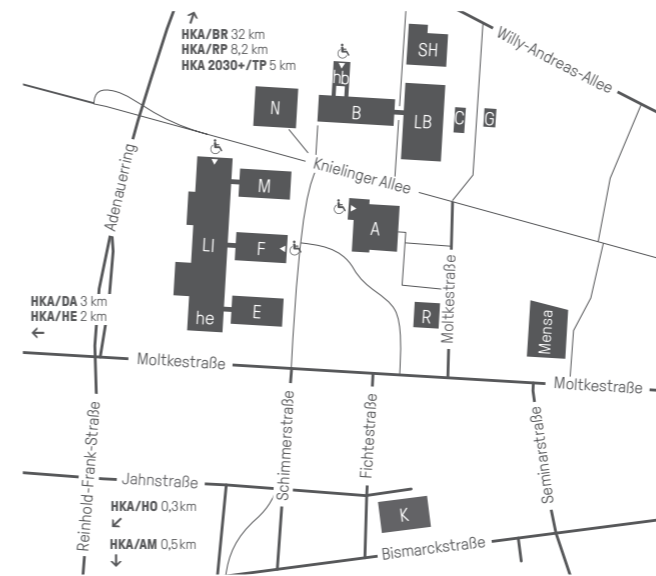 HKA/BR 32 km
HKA/RP 8,2 km
HKA 2030+/TP 5 km
Willy-Andreas-Allee
SH
hb
N
B
LB
C
G
Knielinger Allee
Adenauerring
M
A
LI
F
HKA/DA 3 km
HKA/HE 2 km
he
E
R
Moltkestraße
Mensa
Moltkestraße
Moltkestraße
Reinhold-Frank-Straße
Schimmerstraße
Fichtestraße
Seminarstraße
Jahnstraße
HKA/HO 0,3 km
K
HKA/AM 0,5 km
Bismarckstraße